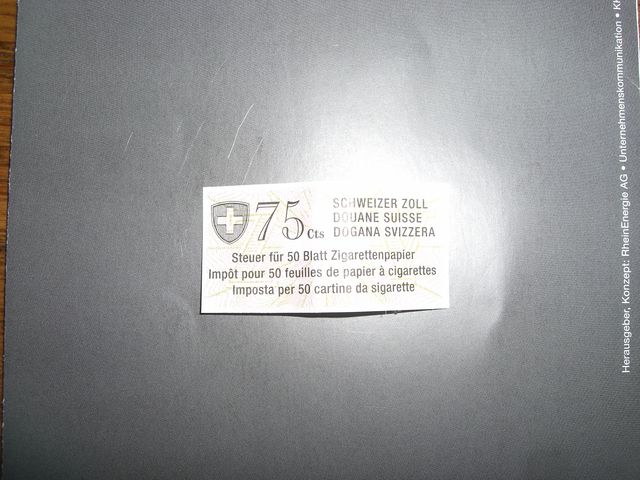 75 Cts
SCHWEIZER ZOLL
DOUANE SUISSE
DOGANA SVIZZERA
Steuer für 50 Blatt Zigarettenpapier
Impôt pour 50 feuilles de papier à cigarettes
Imposta per 50 cartine da sigarette
Herausgeber, Konzept: RheinEnergie AG • Unternehmenskommunikation •